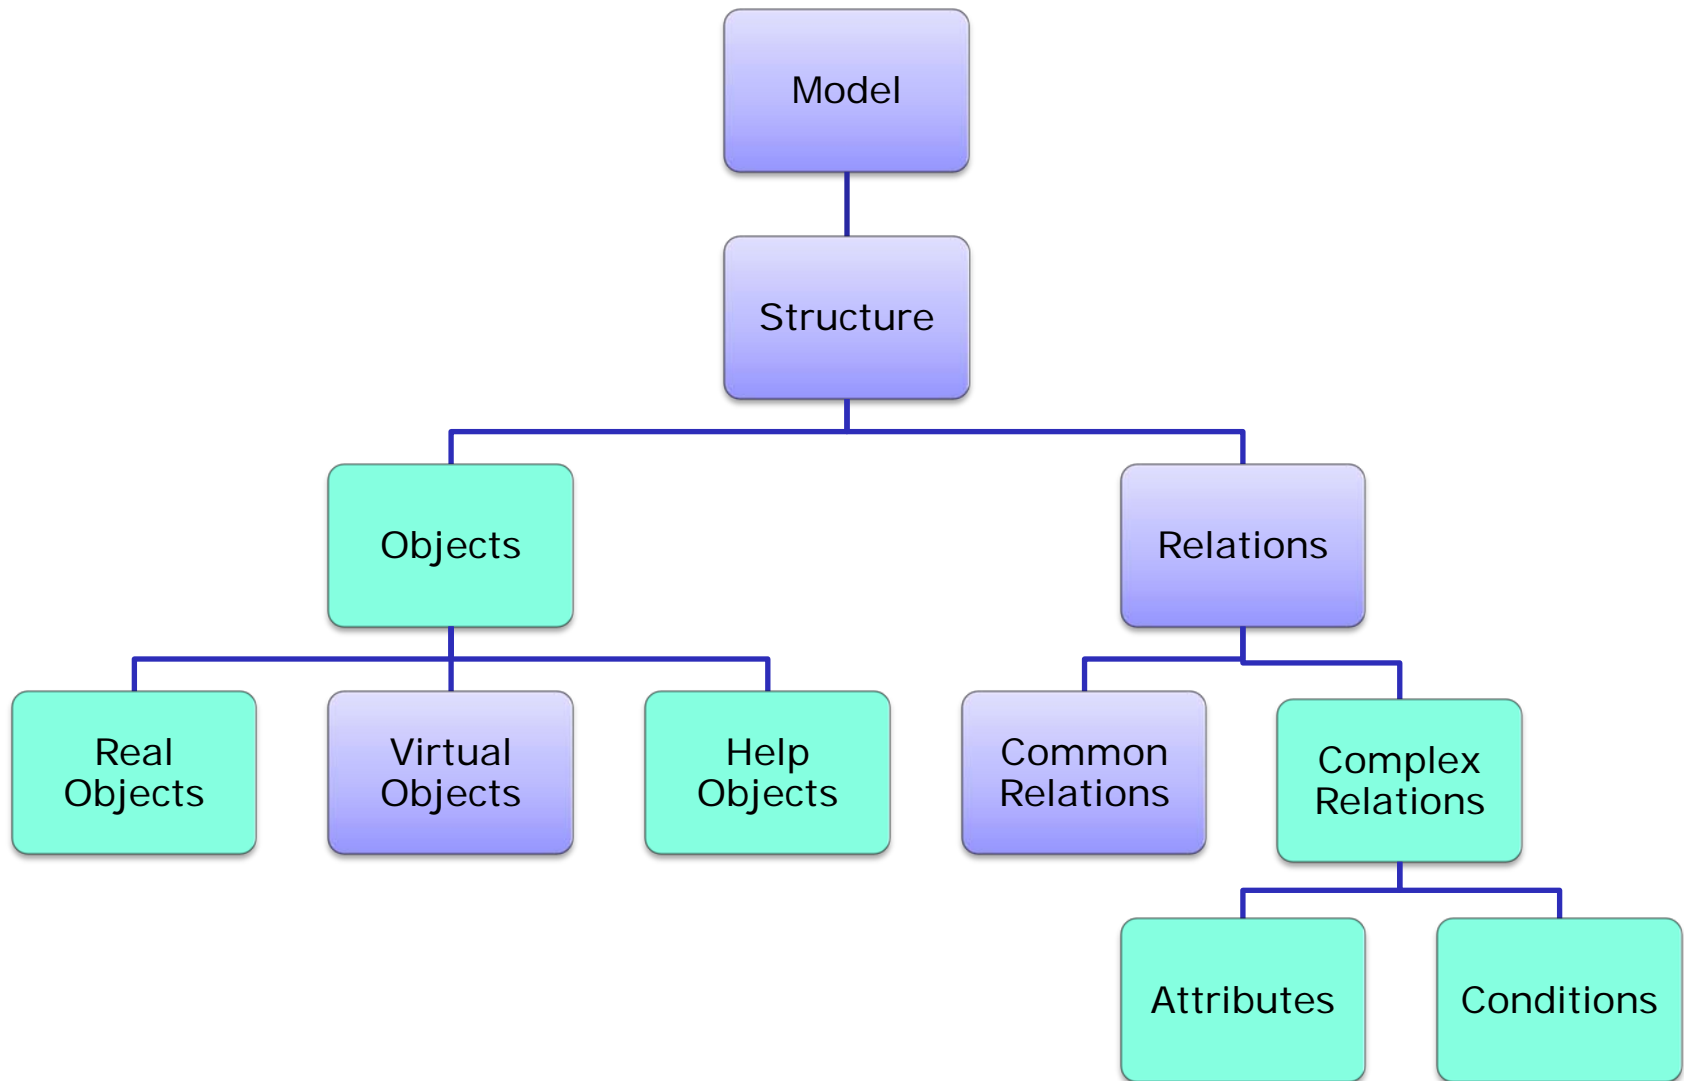 Model
Structure
Objects
Relations
Real
Objects
Virtual
Objects
Help
Objects
Common
Relations
Complex
Relations
Attributes
Conditions